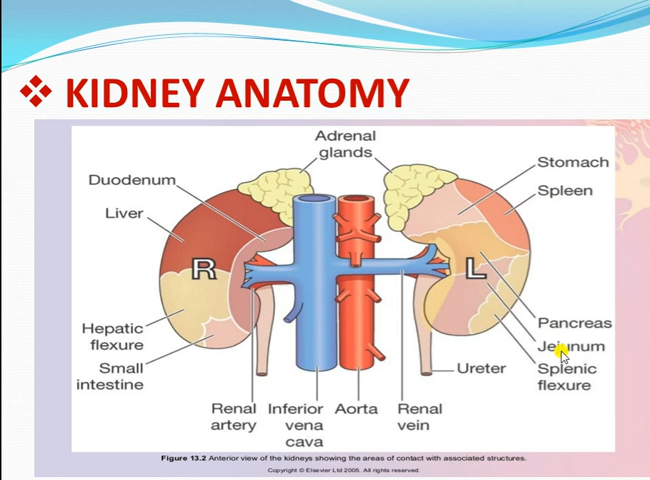 KIDNEY ANATOMY
Adrenal
glands
Duodenum
Liver
Stomach
Spleen
R
L
Hepatic
flexure
Small
intestine
Pancreas
Jejunum
Splenic
flexure
Ureter
Renal
artery
Inferior
vena
cava
Aorta
Renal
vein
Figure 13.2 Anterior view of the kidneys showing the areas of contact with associated structures.
Copyright © Elsevier Ltd 2005. All rights reserved.